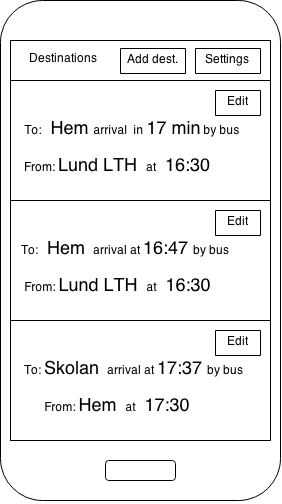 Destinations Add dest. Settings
Edit
To: Hem arrival in 17 min by bus
From: Lund LTH at 16:30
Edit
To: Hem arrival at 16:47 by bus
From: Lund LTH at 16:30
Edit
To: Skolan arrival at 17:37 by bus
From: Hem at 17:30